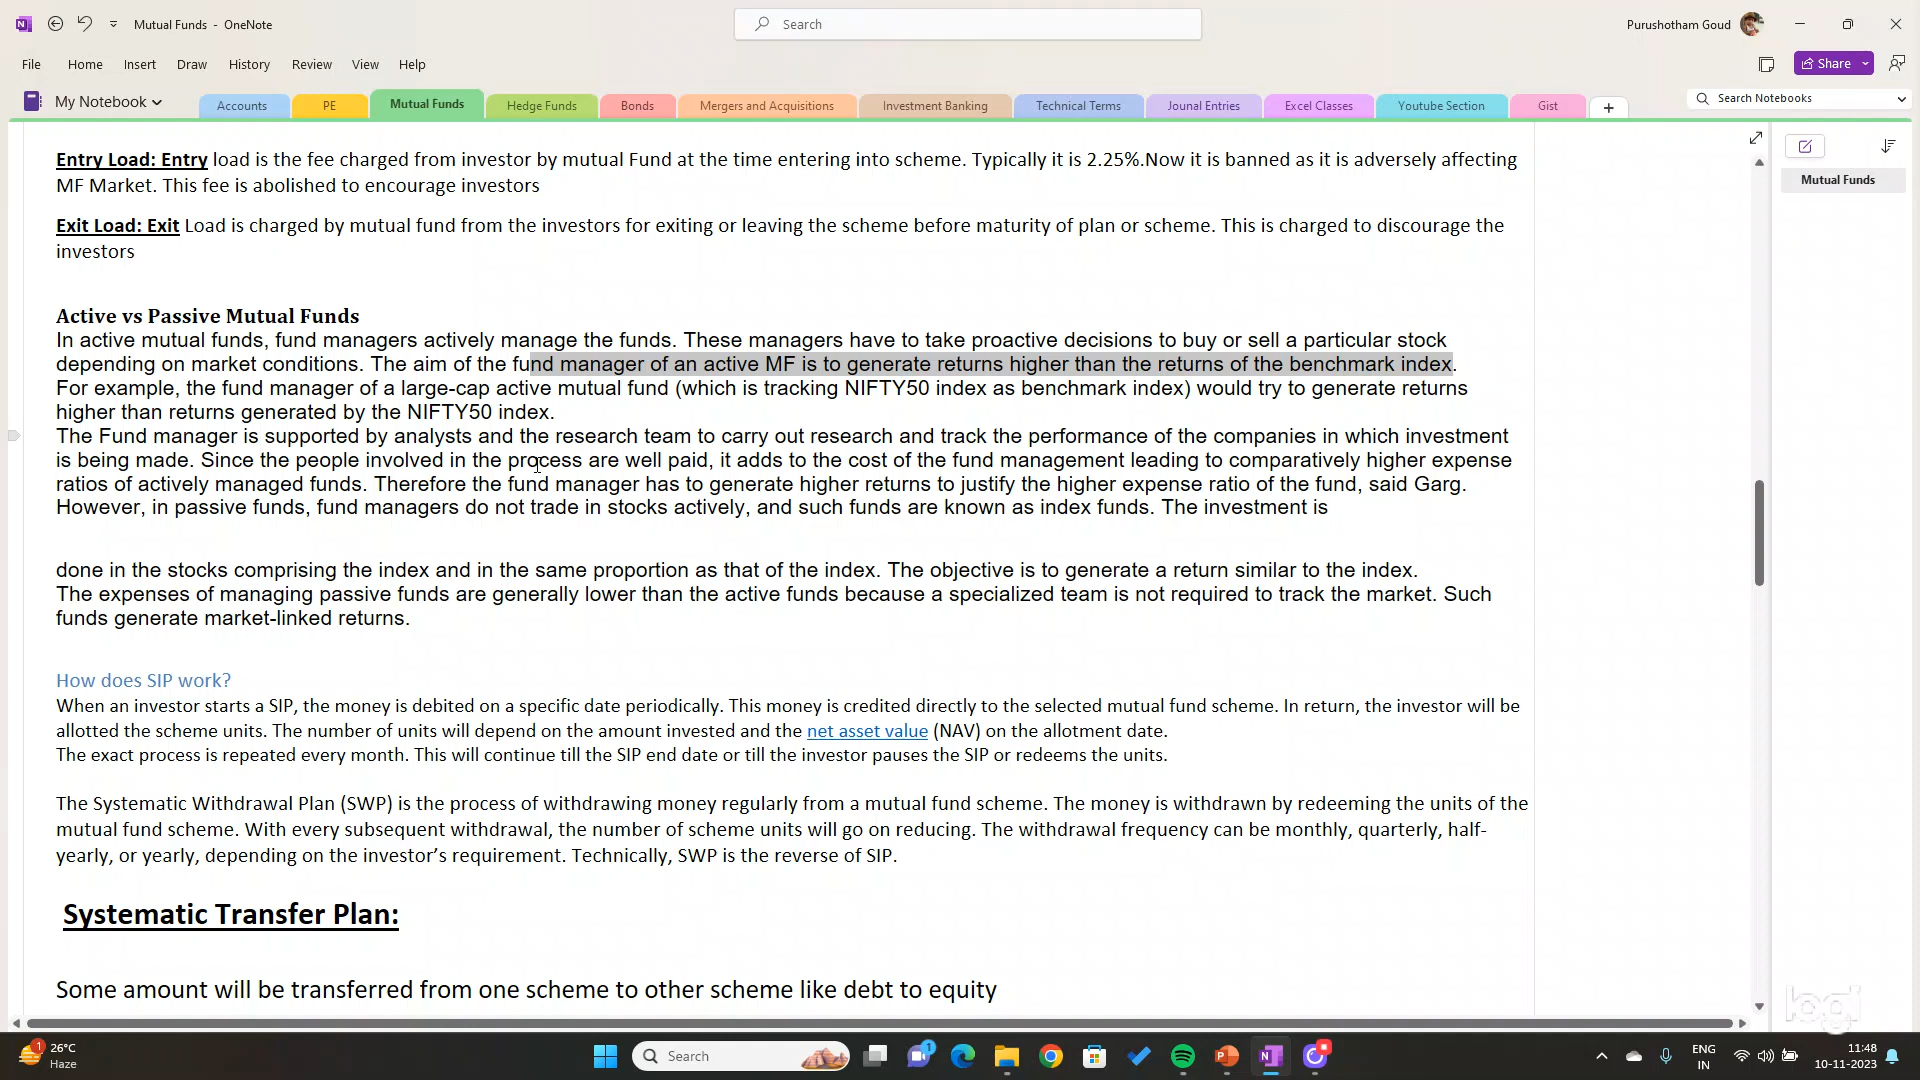 Mutual Funds - OneNote
Search
Purushotham Goud
File
Home
Insert
Draw
History
Review
View
Help
Share
My Notebook
Accounts
PE
Mutual Funds
Hedge Funds
Bonds
Mergers and Acquisitions
Investment Banking
Technical Terms
Jounal Entries
Excel Classes
Youtube Section
Gist
Search Notebooks
Mutual Funds
Entry Load: Entry load is the fee charged from investor by mutual Fund at the time entering into scheme. Typically it is 2.25%.Now it is banned as it is adversely affecting
MF Market. This fee is abolished to encourage investors
Exit Load: Exit Load is charged by mutual fund from the investors for exiting or leaving the scheme before maturity of plan or scheme. This is charged to discourage the
investors
Active vs Passive Mutual Funds
In active mutual funds, fund managers actively manage the funds. These managers have to take proactive decisions to buy or sell a particular stock
depending on market conditions. The aim of the fund manager of an active MF is to generate returns higher than the returns of the benchmark index.
For example, the fund manager of a large-cap active mutual fund (which is tracking NIFTY50 index as benchmark index) would try to generate returns
higher than returns generated by the NIFTY50 index.
The Fund manager is supported by analysts and the research team to carry out research and track the performance of the companies in which investment
is being made. Since the people involved in the process are well paid, it adds to the cost of the fund management leading to comparatively higher expense
ratios of actively managed funds. Therefore the fund manager has to generate higher returns to justify the higher expense ratio of the fund, said Garg.
However, in passive funds, fund managers do not trade in stocks actively, and such funds are known as index funds. The investment is
done in the stocks comprising the index and in the same proportion as that of the index. The objective is to generate a return similar to the index.
The expenses of managing passive funds are generally lower than the active funds because a specialized team is not required to track the market. Such
funds generate market-linked returns.
How does SIP work?
When an investor starts a SIP, the money is debited on a specific date periodically. This money is credited directly to the selected mutual fund scheme. In return, the investor will be
allotted the scheme units. The number of units will depend on the amount invested and the net asset value (NAV) on the allotment date.
The exact process is repeated every month. This will continue till the SIP end date or till the investor pauses the SIP or redeems the units.
The Systematic Withdrawal Plan (SWP) is the process of withdrawing money regularly from a mutual fund scheme. The money is withdrawn by redeeming the units of the
mutual fund scheme. With every subsequent withdrawal, the number of scheme units will go on reducing. The withdrawal frequency can be monthly, quarterly, half-
yearly, or yearly, depending on the investor's requirement. Technically, SWP is the reverse of SIP.
Systematic Transfer Plan:
Some amount will be transferred from one scheme to other scheme like debt to equity
logi
1
26°C
Haze
Search
1
ENG
IN
11:48
10-11-2023